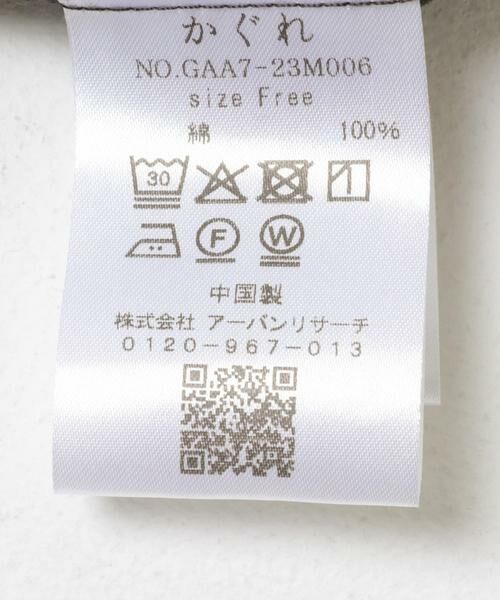 かぐれ
NO.GAA7-23M006
size Free
綿 100%
30
F W
中国製
株式会社 アーバンリサーチ
0120-967-013